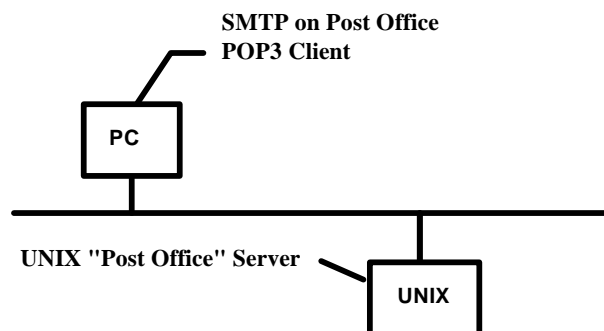 SMTP on Post Office
POP3 Client
PC
UNIX "Post Office" Server
UNIX